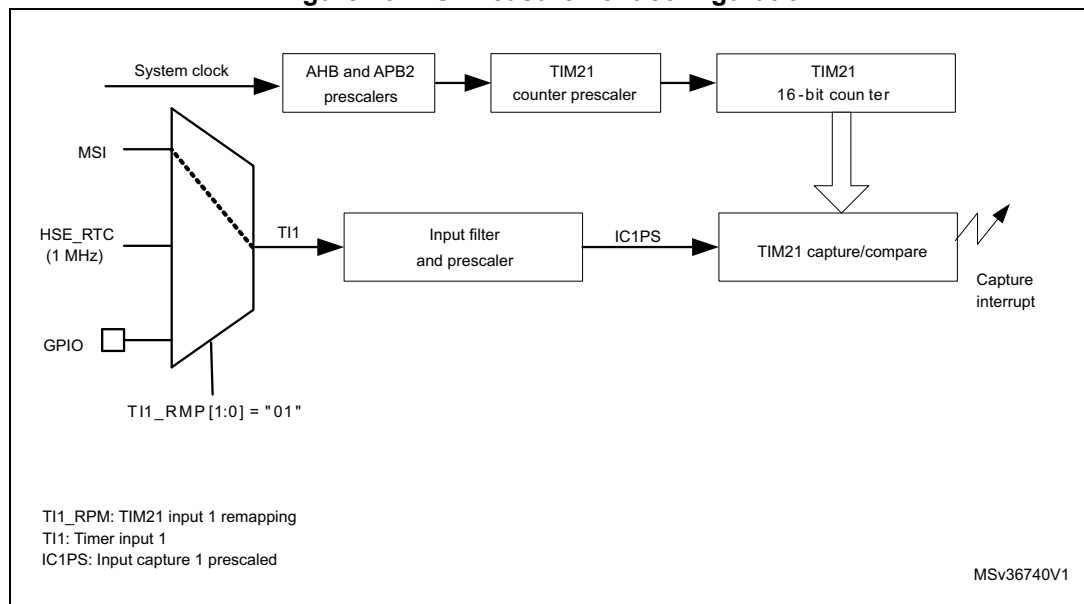 System clock
AHB and APB2
prescalers
TIM21
counter prescaler
TIM21
16-bit coun ter
MSI
HSE_RTC
(1 MHz)
GPIO
TI1
Input filter
and prescaler
IC1PS
TIM21 capture/compare
Capture
interrupt
TI1_RMP[1:0] = "01"
TI1_RPM: TIM21 input 1 remapping
TI1: Timer input 1
IC1PS: Input capture 1 prescaled
MSv36740V1